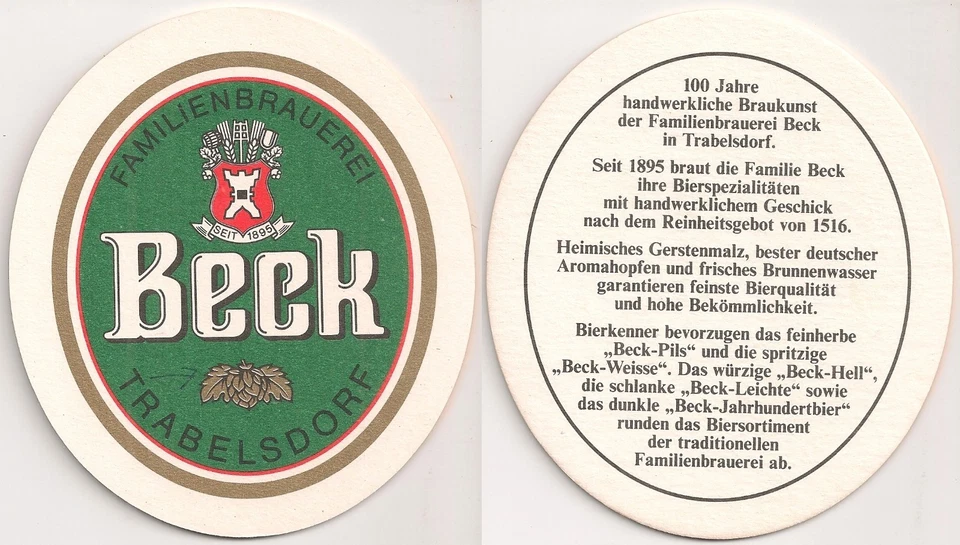 FAMILIENBRAUEREI
SEIT 1895
Beck
TRABELSDORF
100 Jahre
handwerkliche Braukunst
der Familienbrauerei Beck
in Trabelsdorf.
Seit 1895 braut die Familie Beck
ihre Bierspezialitäten
mit handwerklichem Geschick
nach dem Reinheitsgebot von 1516.
Heimisches Gerstenmalz, bester deutscher
Aromahopfen und frisches Brunnenwasser
garantieren feinste Bierqualität
und hohe Bekömmlichkeit.
Bierkenner bevorzugen das feinherbe
„Beck-Pils“ und die spritzige
„Beck-Weisse“. Das würzige „Beck-Hell“,
die schlanke „Beck-Leichte“ sowie
das dunkle „Beck-Jahrhundertbier“
runden das Biersortiment
der traditionellen
Familienbrauerei ab.